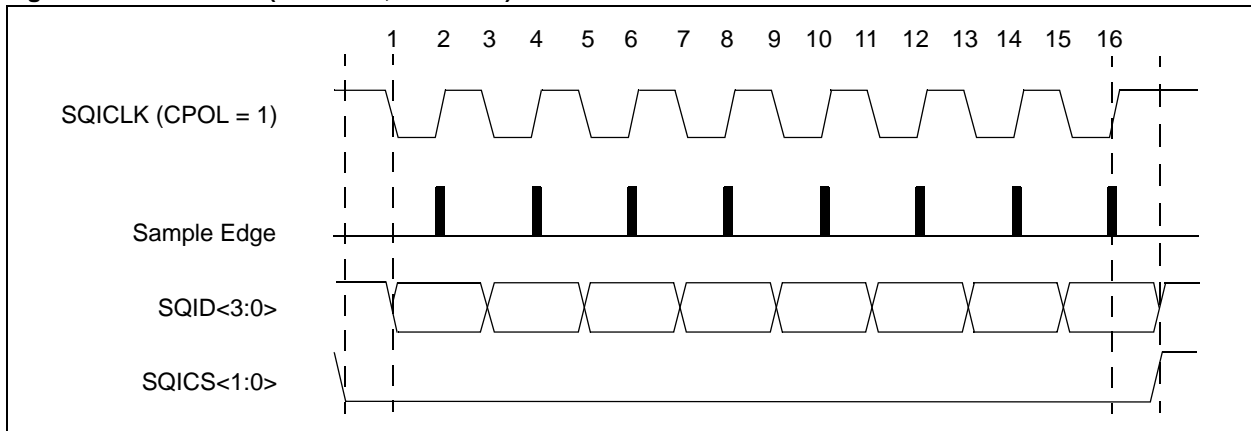 1 2 3 4 5 6 7 8 9 10 11 12 13 14 15 16
SQICLK (CPOL = 1)
Sample Edge
SQID<3:0>
SQICS<1:0>